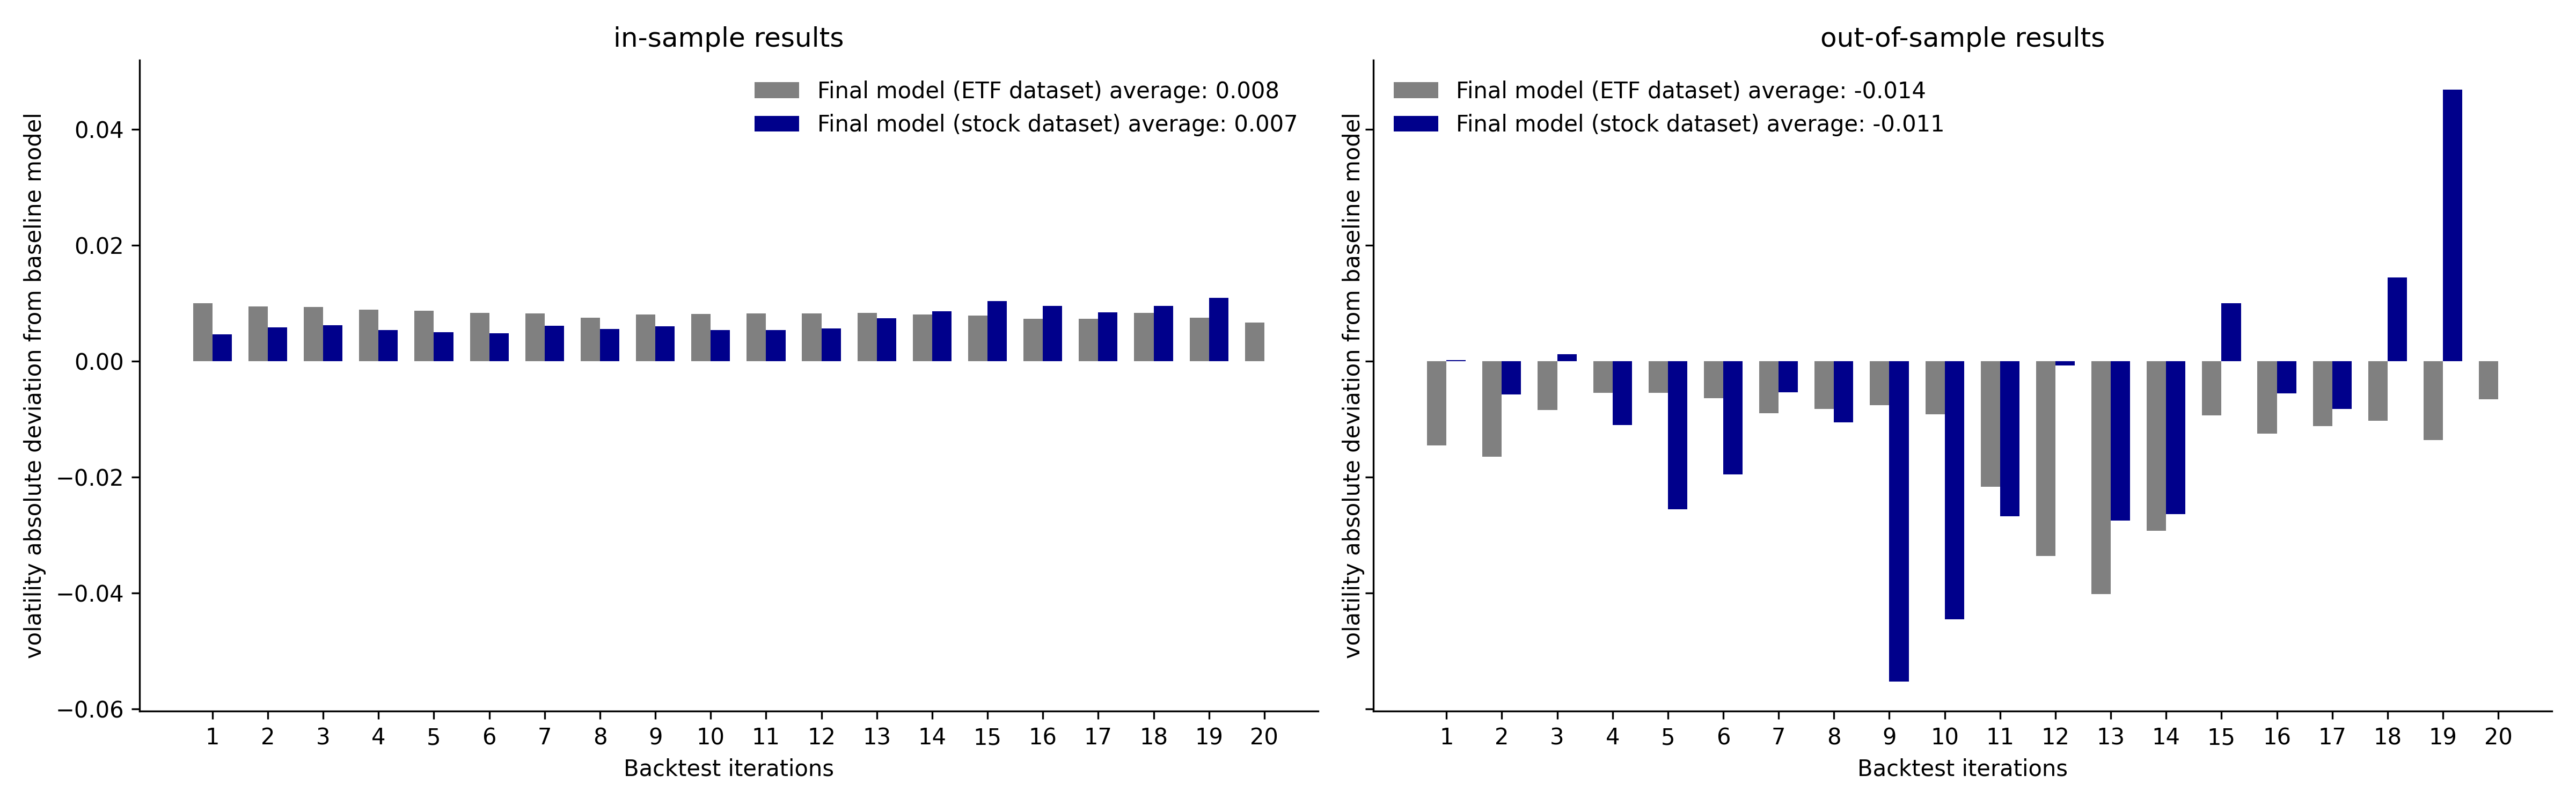 in-sample results
Final model (ETF dataset) average: 0.008
Final model (stock dataset) average: 0.007
volatility absolute deviation from baseline model
0.04
0.02
0.00
−0.02
−0.04
−0.06
1 2 3 4 5 6 7 8 9 10 11 12 13 14 15 16 17 18 19 20
Backtest iterations
out-of-sample results
Final model (ETF dataset) average: -0.014
Final model (stock dataset) average: -0.011
volatility absolute deviation from baseline model
1 2 3 4 5 6 7 8 9 10 11 12 13 14 15 16 17 18 19 20
Backtest iterations